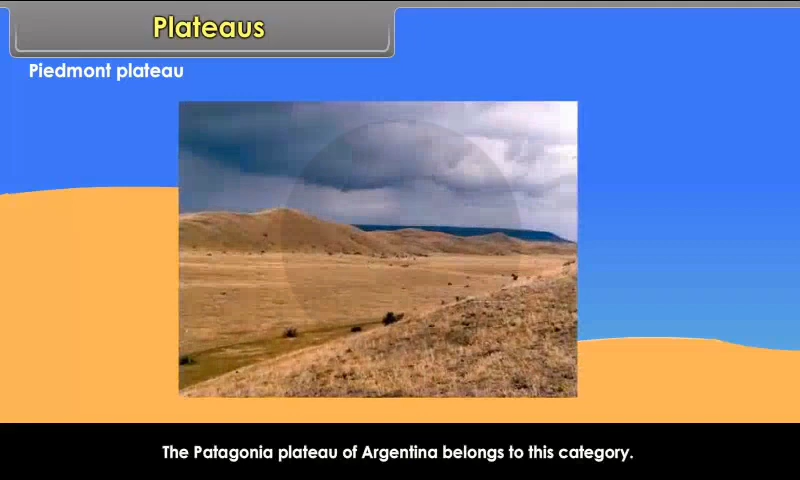 Plateaus
Piedmont plateau
The Patagonia plateau of Argentina belongs to this category.